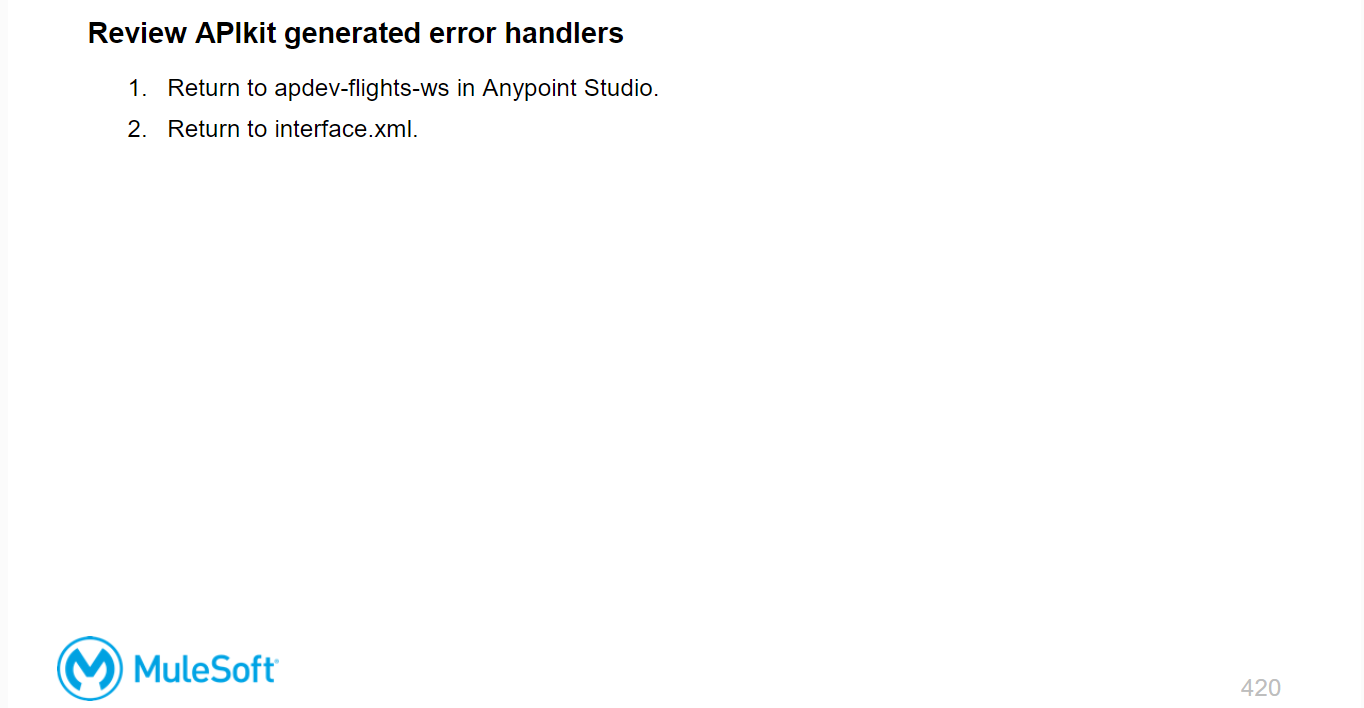 Review APIkit generated error handlers
1. Return to apdev-flights-ws in Anypoint Studio.
2. Return to interface.xml.
MuleSoft®
420